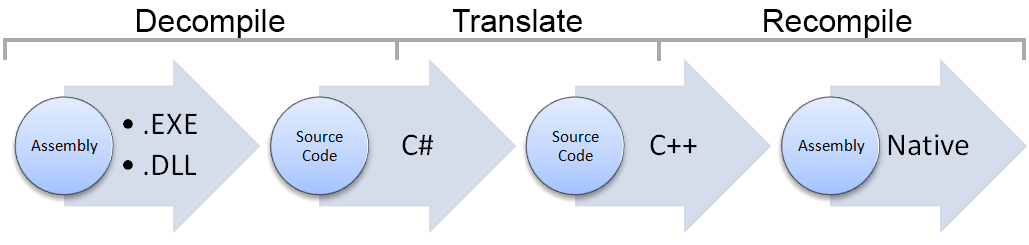 Decompile Translate Recompile
Assembly
• .EXE
• .DLL
Source
Code
C#
Source
Code
C++
Assembly
Native